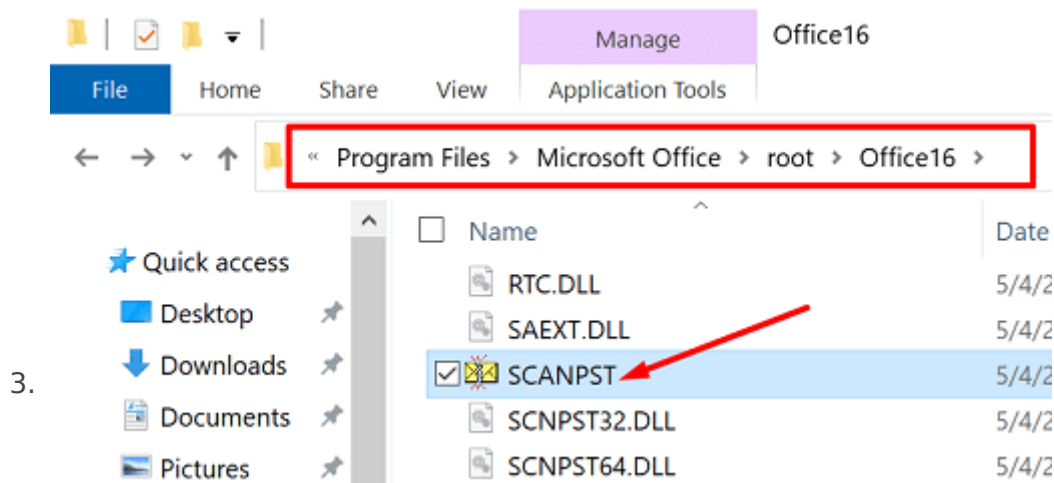 Manage
Office16
File Home Share View Application Tools
« Program Files > Microsoft Office > root > Office16 >
Name Date
Quick access
RTC.DLL 5/4/2
Desktop
SAEXT.DLL 5/4/2
Downloads
3.
SCANPST 5/4/2
Documents
SCNPST32.DLL 5/4/2
Pictures
SCNPST64.DLL 5/4/2